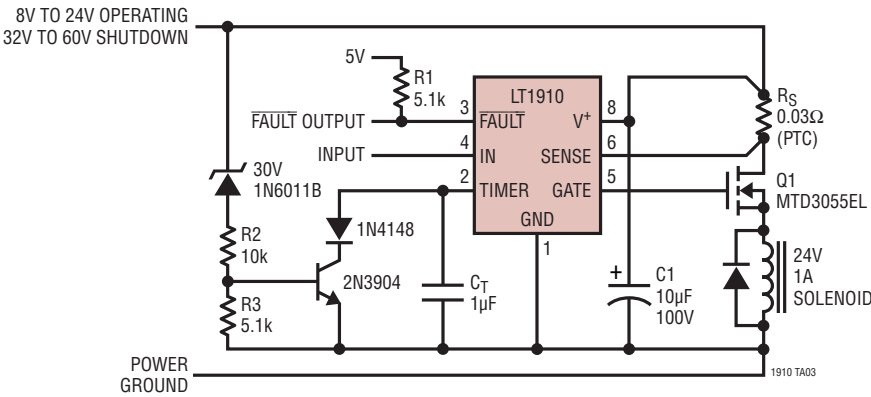 8V TO 24V OPERATING
32V TO 60V SHUTDOWN
5V
R1
5.1k
LT1910
FAULT OUTPUT
3
FAULT
V+
8
RS
0.03Ω
(PTC)
INPUT
4
IN
SENSE
6
30V
1N6011B
2
TIMER
GATE
5
Q1
MTD3055EL
GND
1
1N4148
R2
10k
2N3904
CT
1µF
+
C1
10µF
100V
24V
1A
SOLENOID
R3
5.1k
POWER
GROUND
1910 TA03